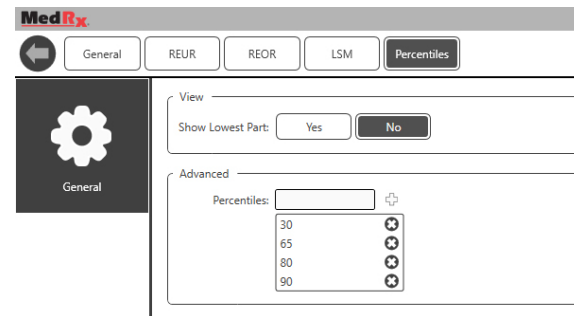 MedRx
General REUR REOR LSM Percentiles
General
View
Show Lowest Part: Yes No
Advanced
Percentiles:
30
65
80
90